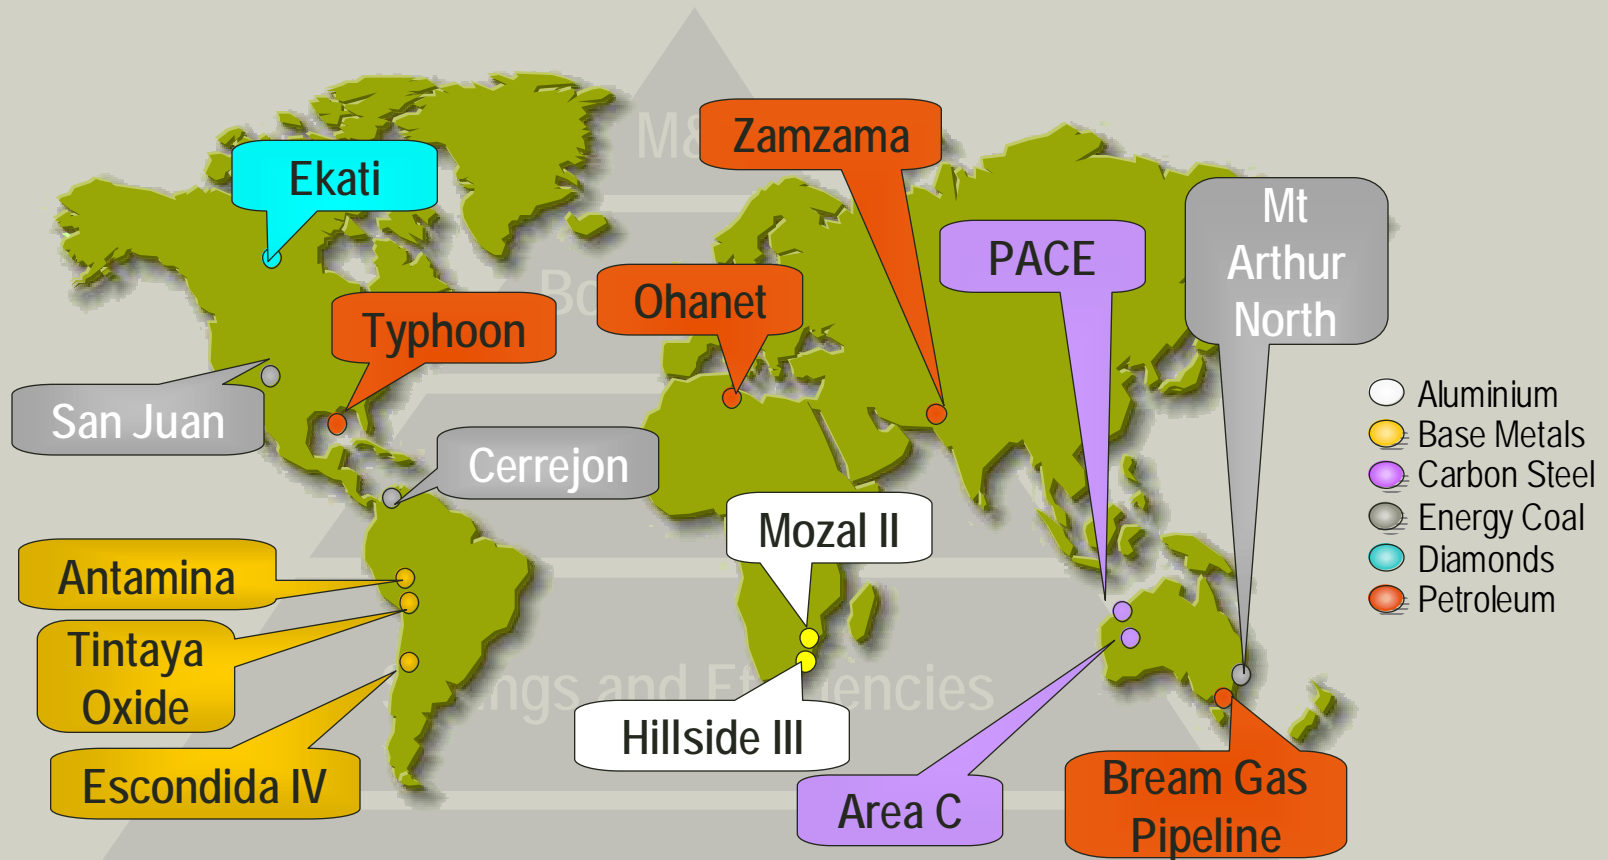 Zamzama
Ekati
Mt
Arthur
North
PACE
Ohanet
Typhoon
San Juan
Cerrejon
Mozal II
Antamina
Tintaya
Oxide
Hillside III
Escondida IV
Area C
Bream Gas
Pipeline
Aluminium
Base Metals
Carbon Steel
Energy Coal
Diamonds
Petroleum